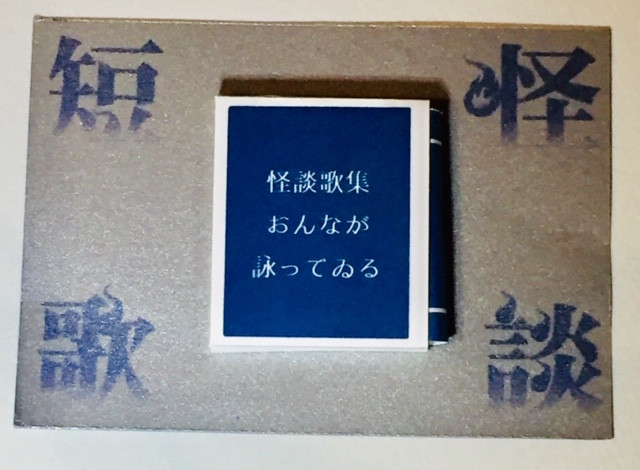 怪談
短歌
怪談歌集
おんなが
詠ってゐる